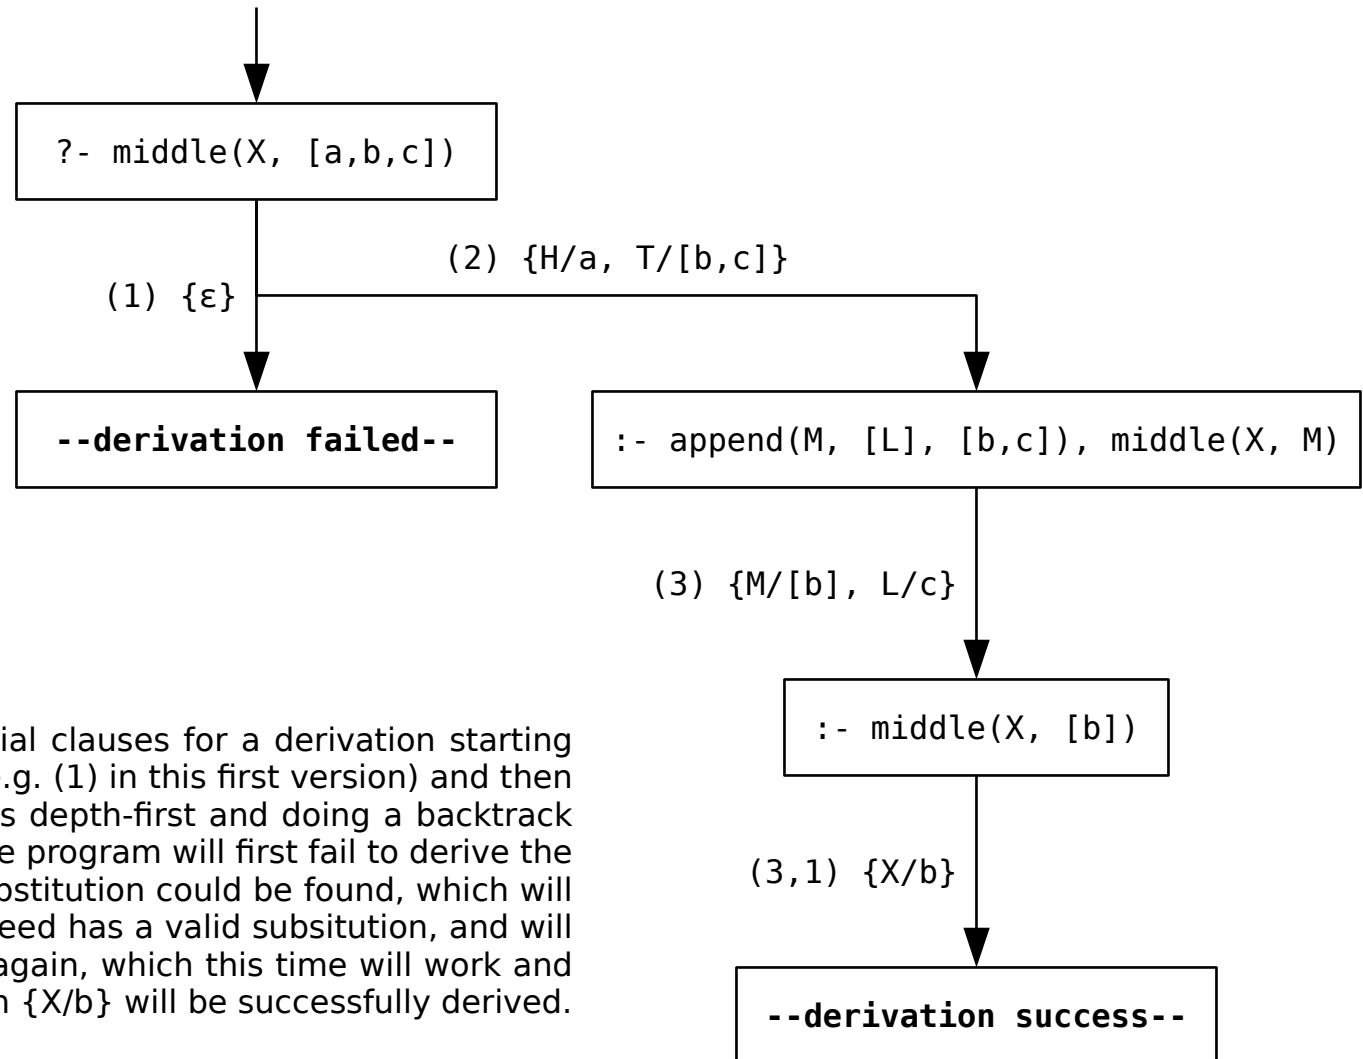 ?- middle(X, [a,b,c])
(2) {H/a, T/[b,c]}
(1) {ε}
--derivation failed--
:- append(M, [L], [b,c]), middle(X, M)
(3) {M/[b], L/c}
:- middle(X, [b])
(3,1) {X/b}
--derivation success--
ial clauses for a derivation starting
.g. (1) in this first version) and then
s depth-first and doing a backtrack
e program will first fail to derive the
bstitution could be found, which will
eed has a valid subsitution, and will
again, which this time will work and
n {X/b} will be successfully derived.